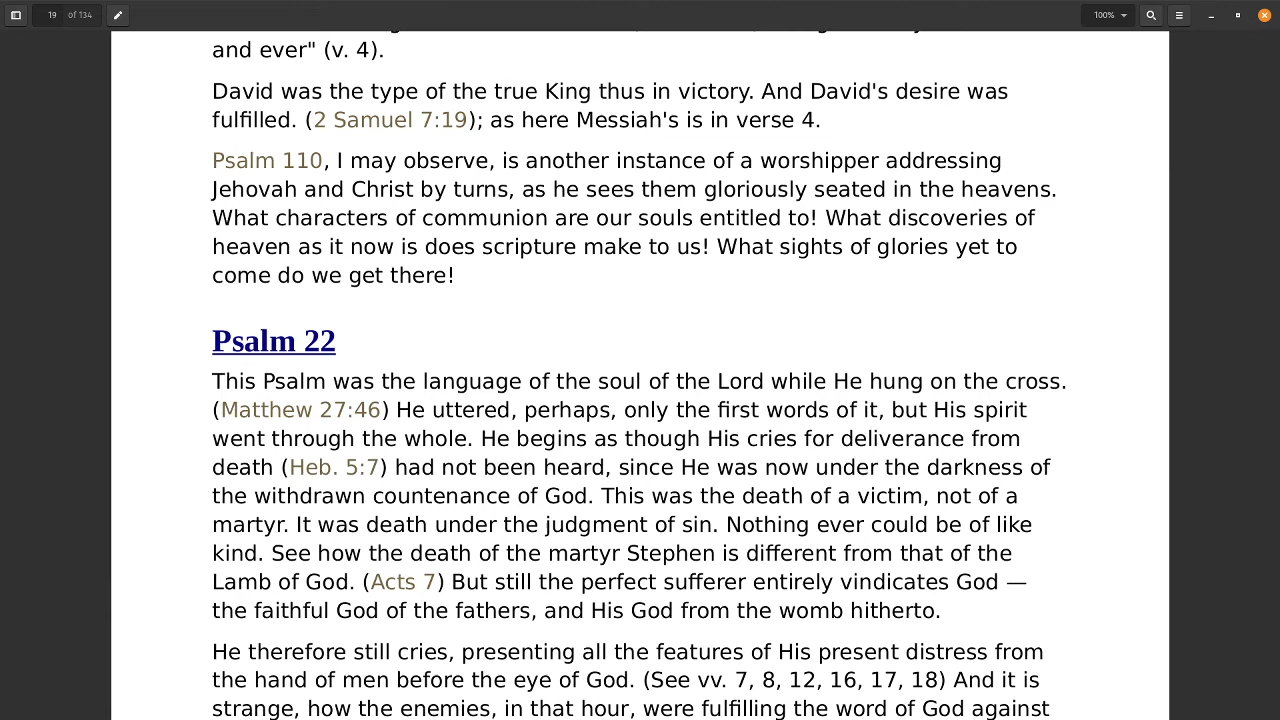 19 of 134
100%
and ever" (v. 4).
David was the type of the true King thus in victory. And David's desire was
fulfilled. (2 Samuel 7:19); as here Messiah's is in verse 4.
Psalm 110, I may observe, is another instance of a worshipper addressing
Jehovah and Christ by turns, as he sees them gloriously seated in the heavens.
What characters of communion are our souls entitled to! What discoveries of
heaven as it now is does scripture make to us! What sights of glories yet to
come do we get there!
Psalm 22
This Psalm was the language of the soul of the Lord while He hung on the cross.
(Matthew 27:46) He uttered, perhaps, only the first words of it, but His spirit
went through the whole. He begins as though His cries for deliverance from
death (Heb. 5:7) had not been heard, since He was now under the darkness of
the withdrawn countenance of God. This was the death of a victim, not of a
martyr. It was death under the judgment of sin. Nothing ever could be of like
kind. See how the death of the martyr Stephen is different from that of the
Lamb of God. (Acts 7) But still the perfect sufferer entirely vindicates God —
the faithful God of the fathers, and His God from the womb hitherto.
He therefore still cries, presenting all the features of His present distress from
the hand of men before the eye of God. (See vv. 7, 8, 12, 16, 17, 18) And it is
strange, how the enemies, in that hour, were fulfilling the word of God against